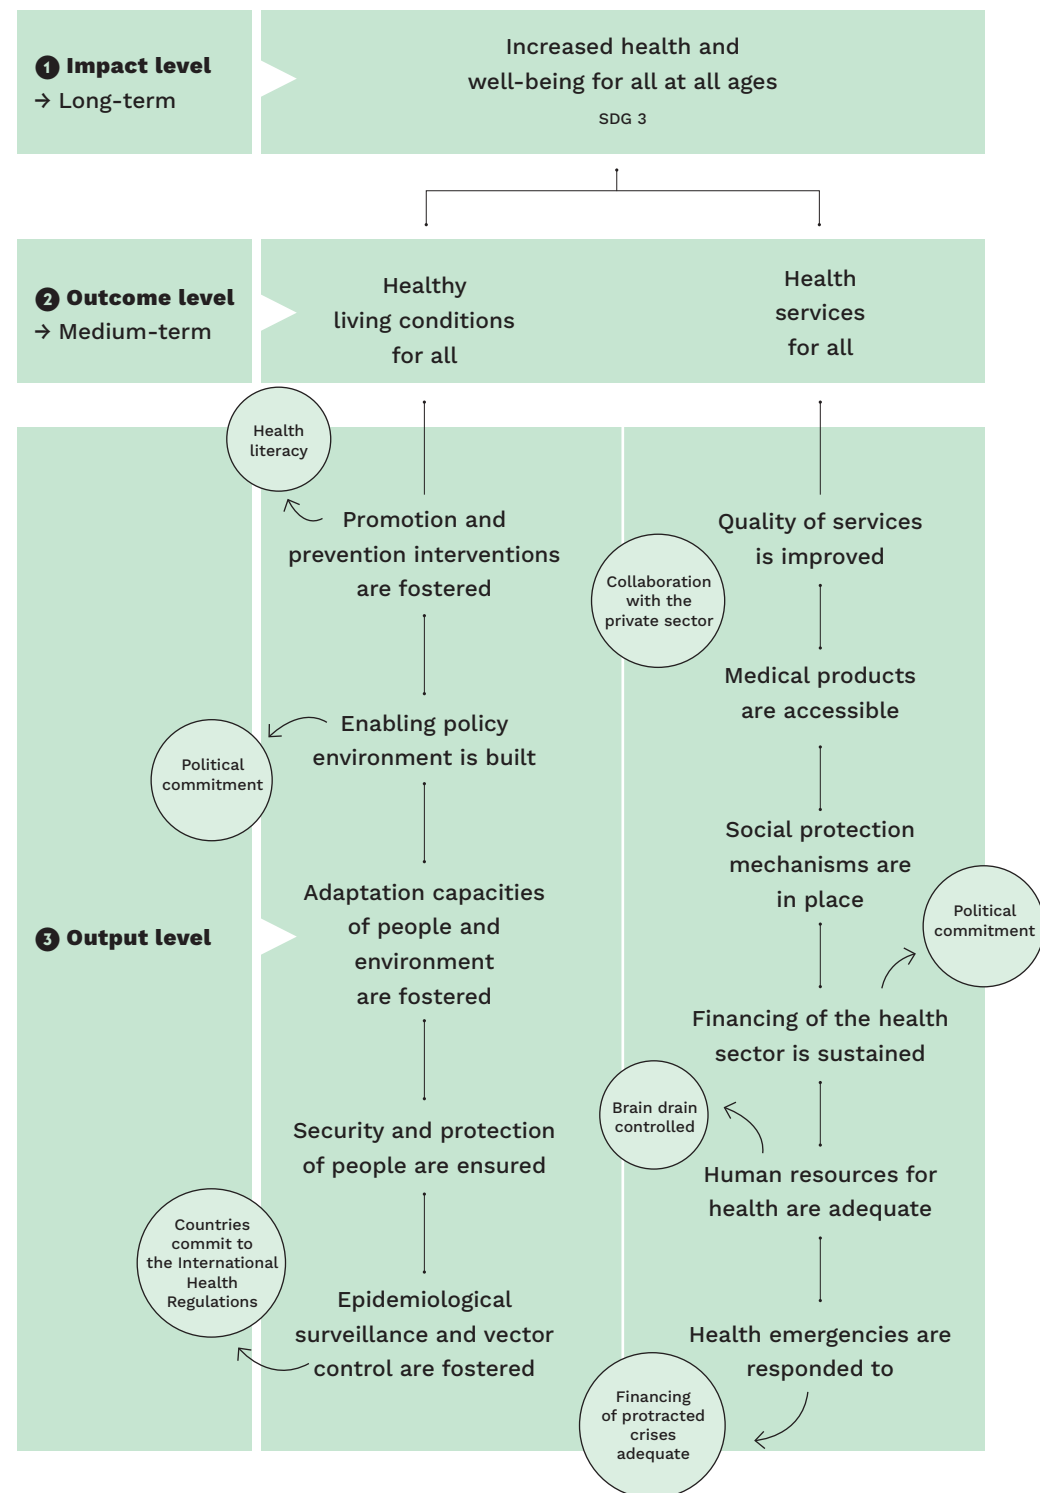 1 Impact level
→ Long-term
Increased health and
well-being for all at all ages
SDG 3
2 Outcome level
→ Medium-term
Healthy
living conditions
for all
Health
services
for all
3 Output level
Health
literacy
Promotion and
prevention interventions
are fostered
Political
commitment
Enabling policy
environment is built
Adaptation capacities
of people and
environment
are fostered
Security and protection
of people are ensured
Countries
commit to
the International
Health
Regulations
Epidemiological
surveillance and vector
control are fostered
Quality of services
is improved
Collaboration
with the
private sector
Medical products
are accessible
Social protection
mechanisms are
in place
Political
commitment
Financing of the health
sector is sustained
Brain drain
controlled
Human resources for
health are adequate
Health emergencies are
responded to
Financing
of protracted
crises
adequate